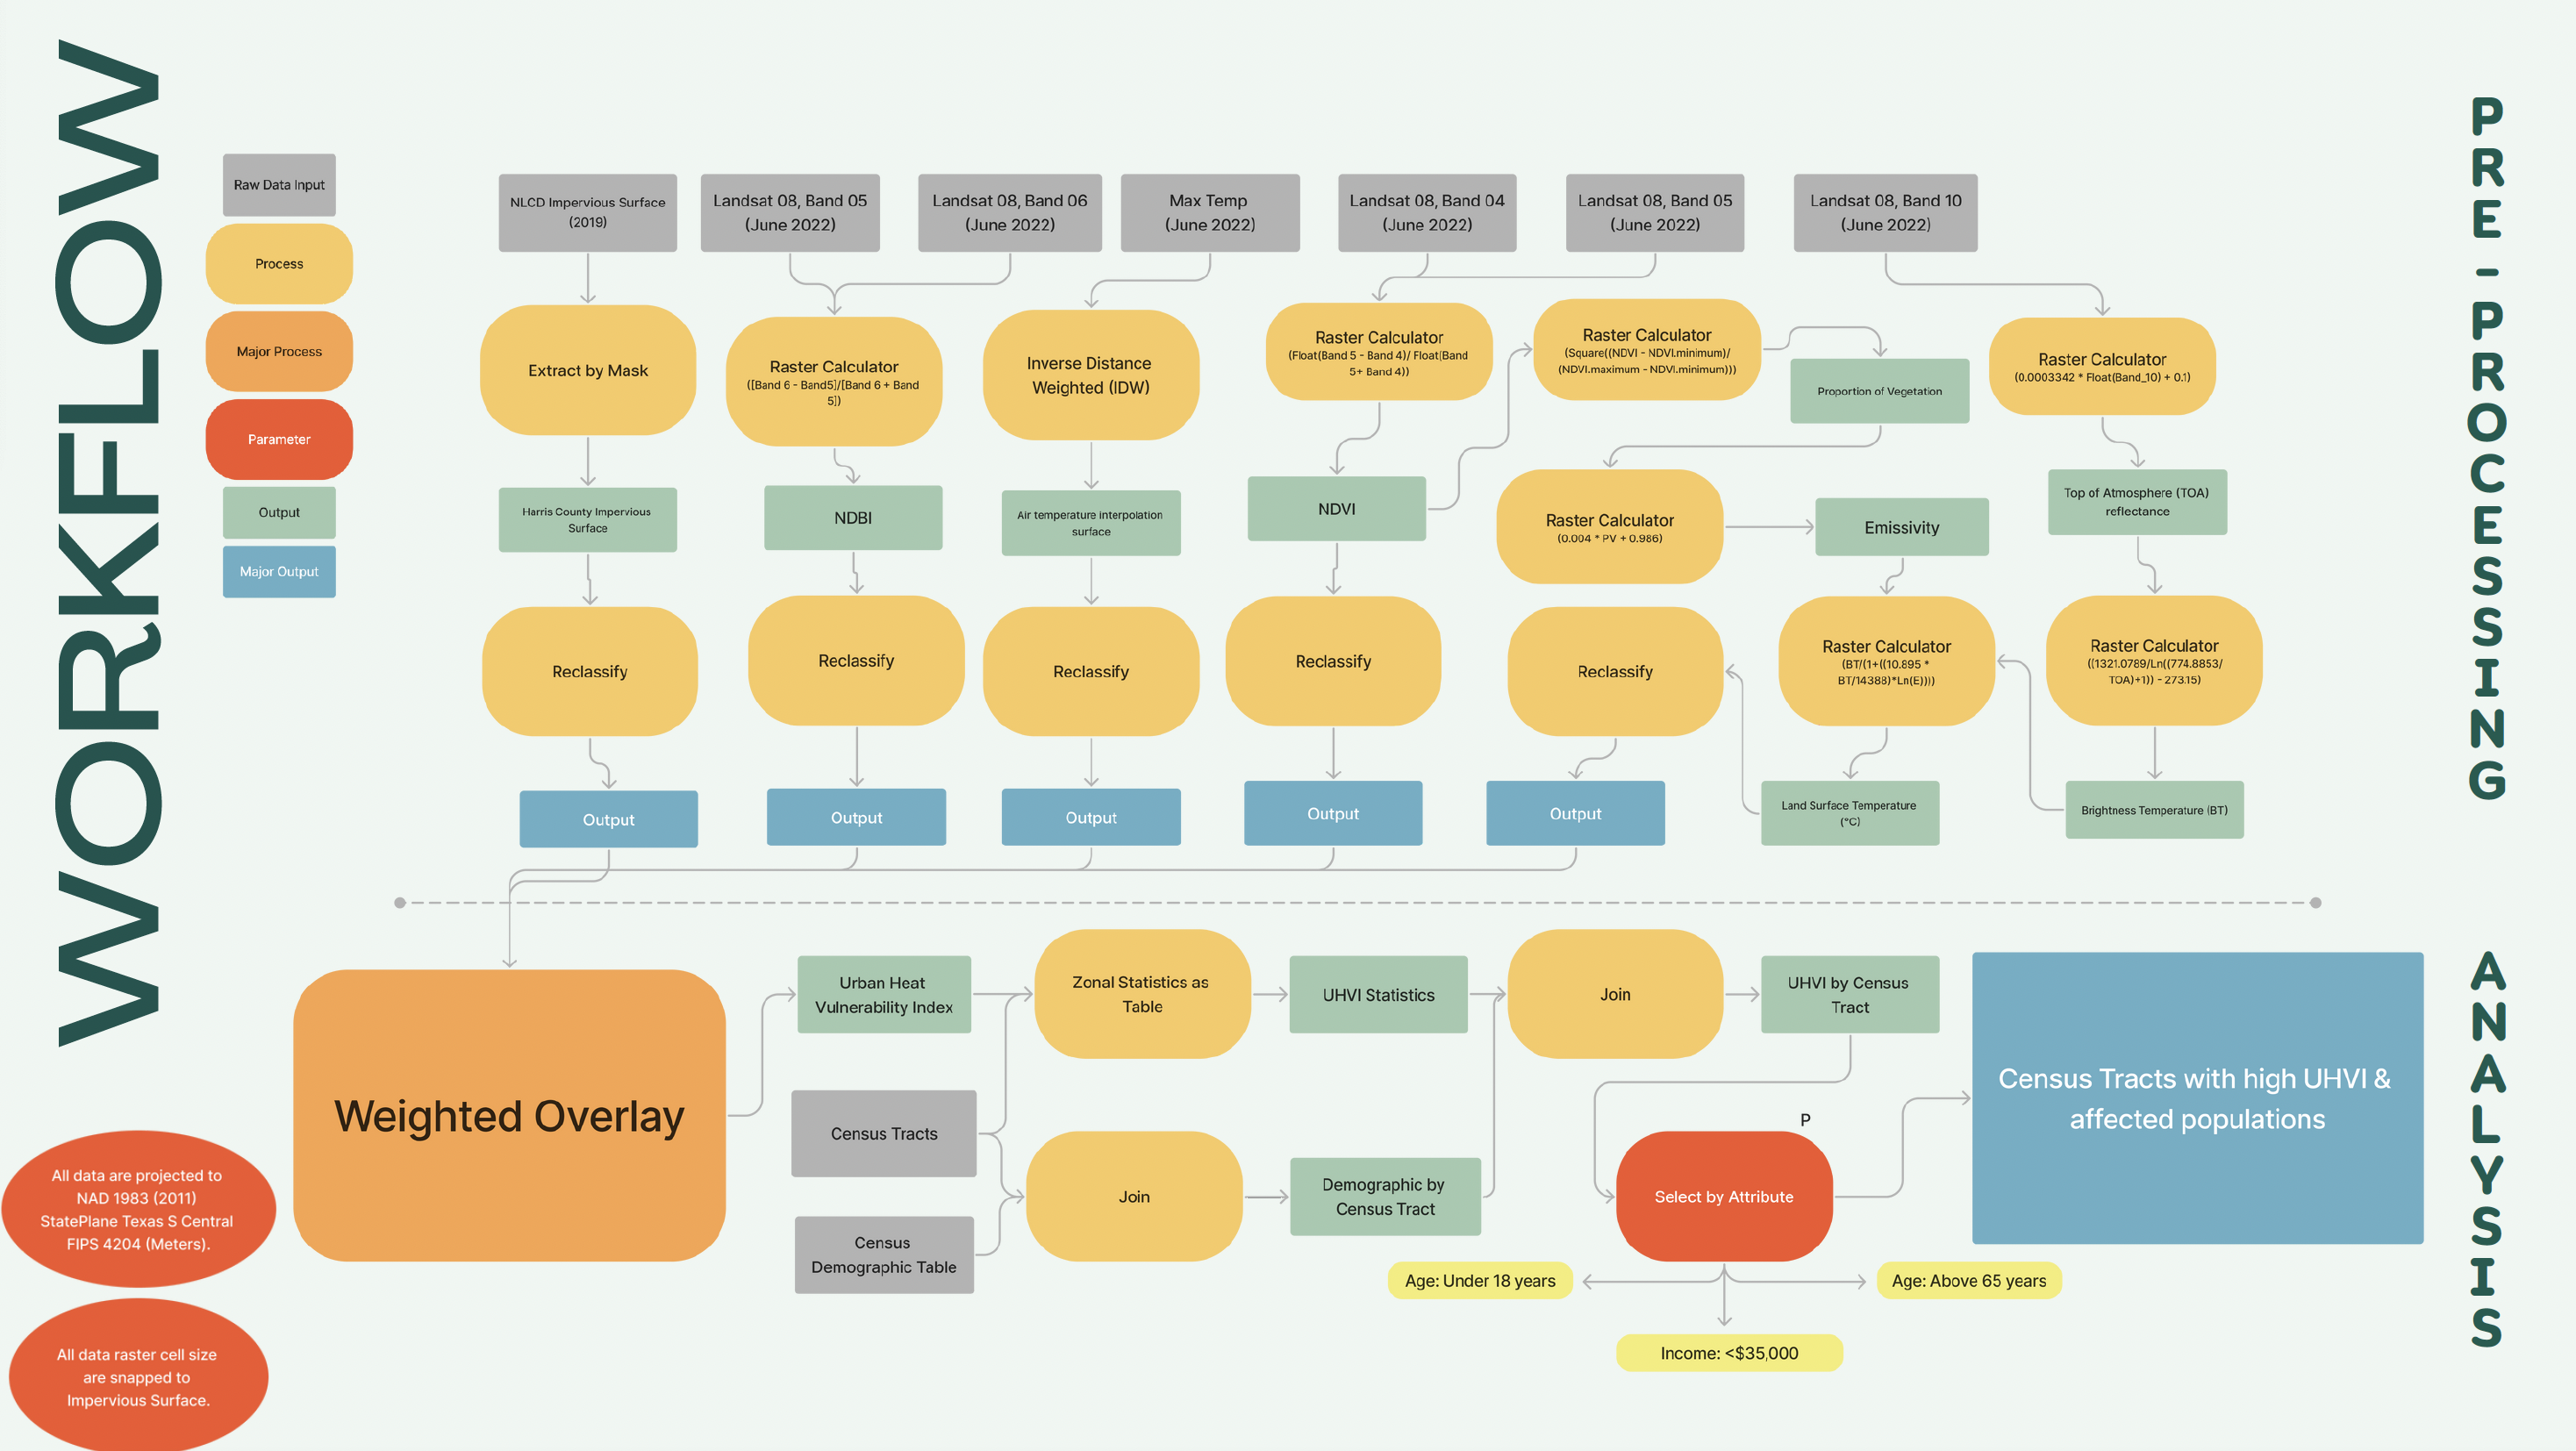 WORKFLOW
PRE-PROCESSING
ANALYSIS
Raw Data Input
Process
Major Process
Parameter
Output
Major Output
NLCD Impervious Surface
(2019)
Landsat 08, Band 05
(June 2022)
Landsat 08, Band 06
(June 2022)
Max Temp
(June 2022)
Landsat 08, Band 04
(June 2022)
Landsat 08, Band 05
(June 2022)
Landsat 08, Band 10
(June 2022)
Extract by Mask
Raster Calculator
([Band 6 - Band5]/[Band 6 + Band
5])
Inverse Distance
Weighted (IDW)
Raster Calculator
(Float(Band 5 - Band 4)/ Float(Band
5+ Band 4))
Raster Calculator
(Square((NDVI - NDVI.minimum)/
(NDVI.maximum - NDVI.minimum)))
Proportion of Vegetation
Raster Calculator
(0.0003342 * Float(Band_10) + 0.1)
Harris County Impervious
Surface
NDBI
Air temperature interpolation
surface
NDVI
Raster Calculator
(0.004 * PV + 0.986)
Emissivity
Top of Atmosphere (TOA)
reflectance
Reclassify
Reclassify
Reclassify
Reclassify
Reclassify
Raster Calculator
(BT/(1+((10.895 *
BT/14388)*Ln(E))))
Raster Calculator
((1321.0789/Ln((774.8853/
TOA)+1)) - 273.15)
Output
Output
Output
Output
Output
Land Surface Temperature
(°C)
Brightness Temperature (BT)
Weighted Overlay
Urban Heat
Vulnerability Index
Zonal Statistics as
Table
UHVI Statistics
Join
UHVI by Census
Tract
Census Tracts
Census
Demographic Table
Join
Demographic by
Census Tract
P
Select by Attribute
Census Tracts with high UHVI &
affected populations
Age: Under 18 years
Age: Above 65 years
Income: <$35,000
All data are projected to
NAD 1983 (2011)
StatePlane Texas S Central
FIPS 4204 (Meters).
All data raster cell size
are snapped to
Impervious Surface.